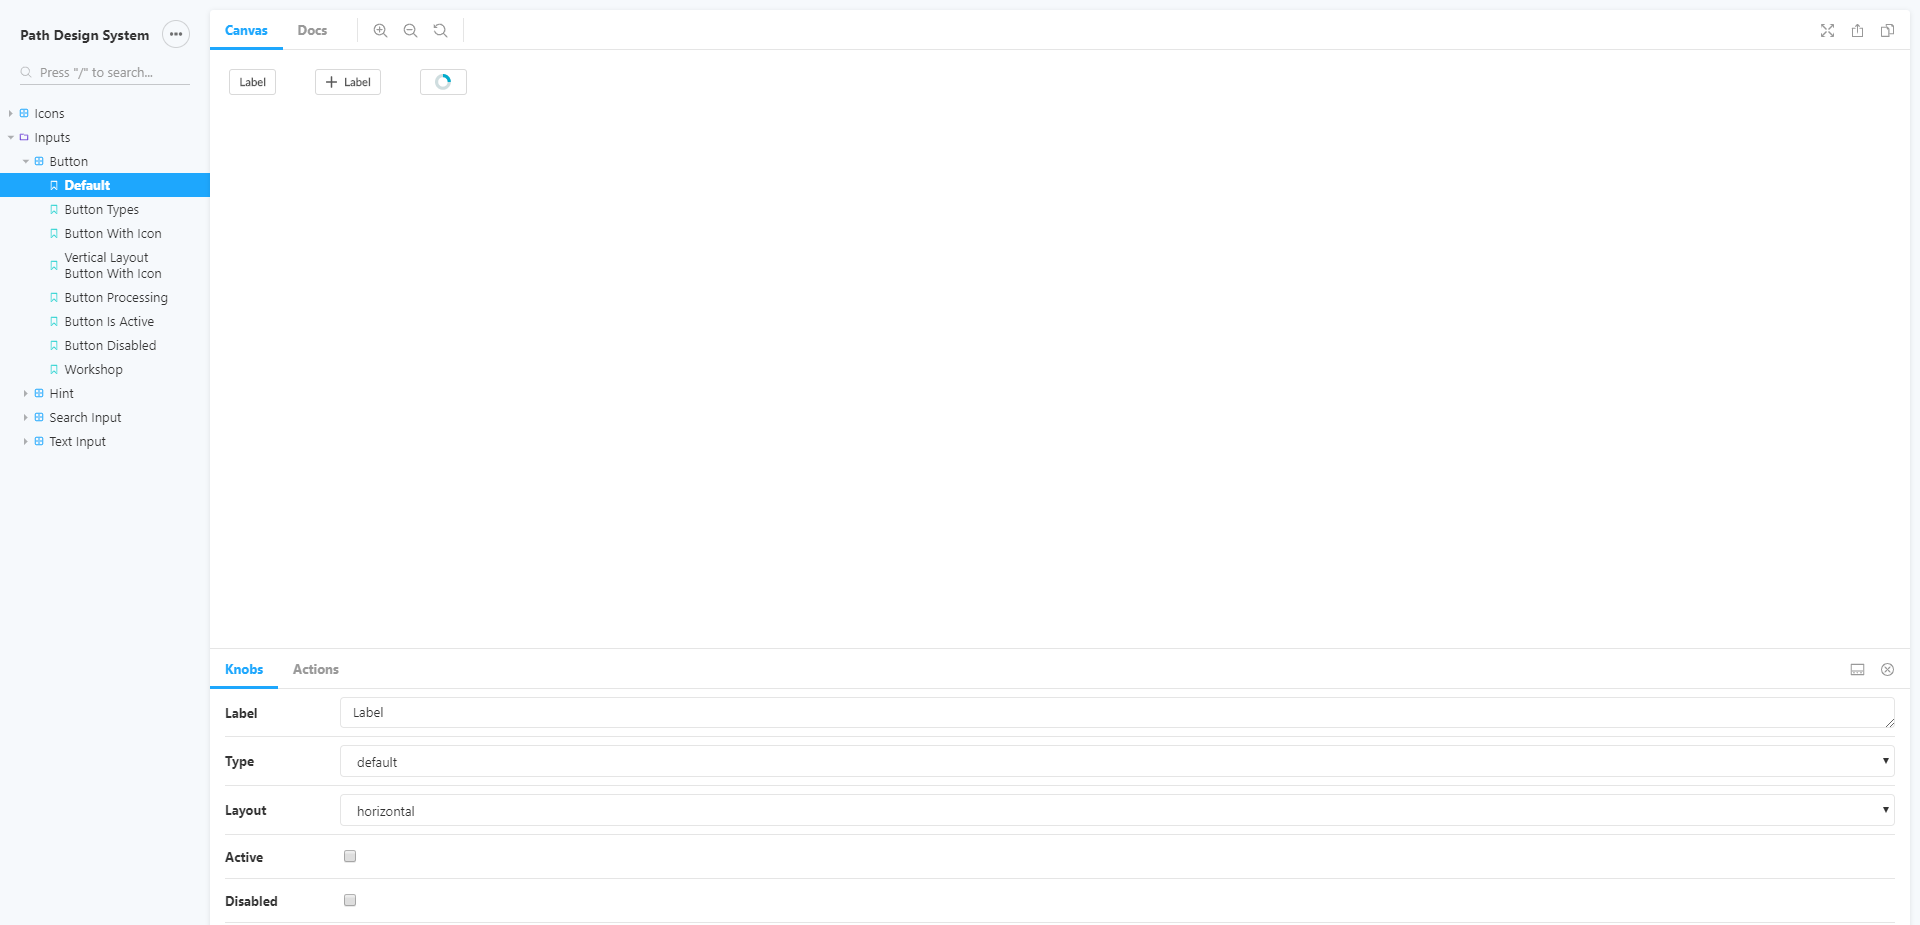 Path Design System
Press "/" to search...
Icons
Inputs
Button
Default
Button Types
Button With Icon
Vertical Layout
Button With Icon
Button Processing
Button Is Active
Button Disabled
Workshop
Hint
Search Input
Text Input
Canvas Docs
Label Label
Knobs Actions
Label Label
Type default
Layout horizontal
Active
Disabled